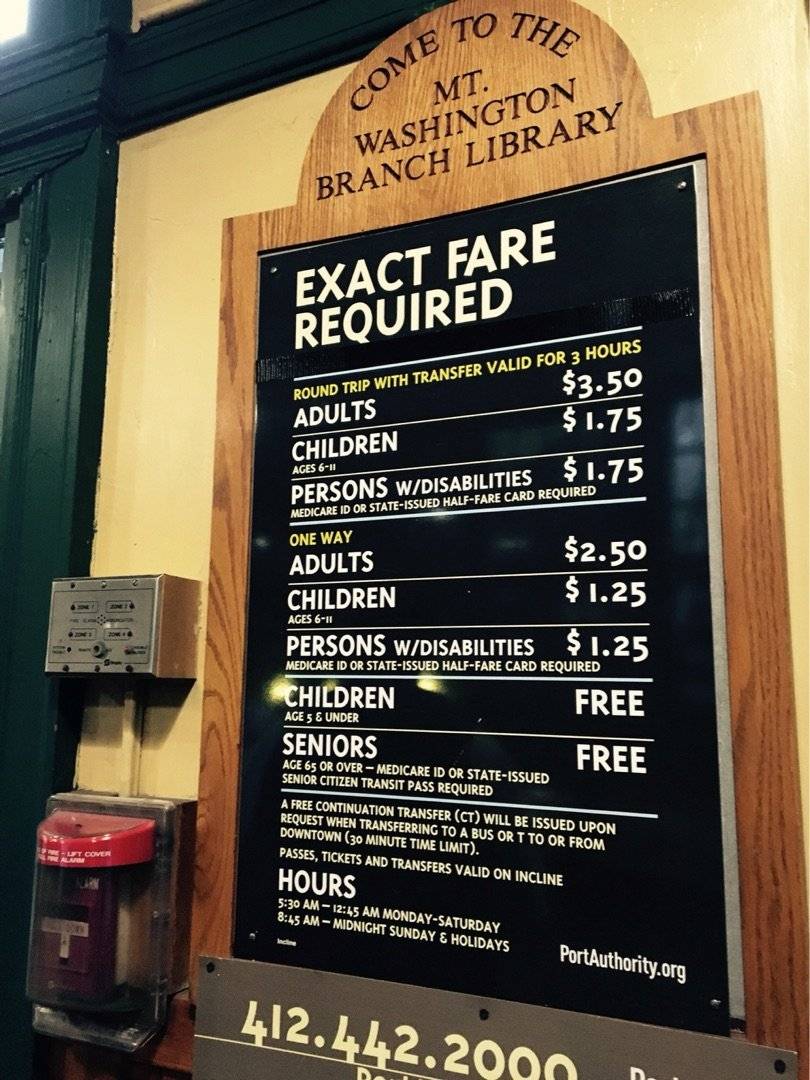 COME TO THE
MT.
WASHINGTON
BRANCH LIBRARY
EXACT FARE
REQUIRED
ROUND TRIP WITH TRANSFER VALID FOR 3 HOURS
ADULTS $3.50
CHILDREN $1.75
AGES 6-11
PERSONS W/DISABILITIES $1.75
MEDICARE ID OR STATE-ISSUED HALF-FARE CARD REQUIRED
ONE WAY
ADULTS $2.50
CHILDREN $1.25
AGES 6-11
PERSONS W/DISABILITIES $1.25
MEDICARE ID OR STATE-ISSUED HALF-FARE CARD REQUIRED
CHILDREN FREE
AGE 5 & UNDER
SENIORS FREE
AGE 65 OR OVER – MEDICARE ID OR STATE-ISSUED
SENIOR CITIZEN TRANSIT PASS REQUIRED
A FREE CONTINUATION TRANSFER (CT) WILL BE ISSUED UPON
REQUEST WHEN TRANSFERRING TO A BUS OR T TO OR FROM
DOWNTOWN (30 MINUTE TIME LIMIT).
PASSES, TICKETS AND TRANSFERS VALID ON INCLINE
HOURS
5:30 AM – 12:45 AM MONDAY-SATURDAY
8:45 AM – MIDNIGHT SUNDAY & HOLIDAYS
Incline
PortAuthority.org
412.442.2000
ZONE 1 ZONE 2
ZONE 3 ZONE 4
FIRE - LIFT COVER
FIRE ALARM